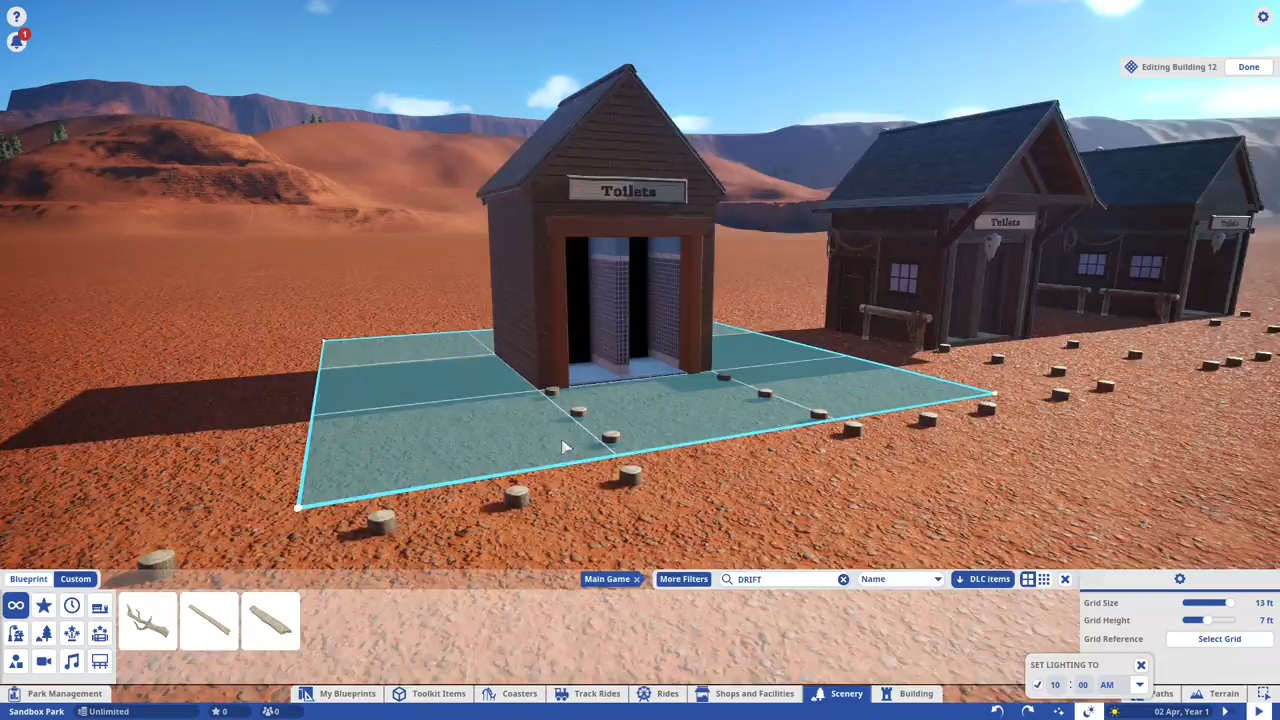 ?
1
Editing Building 12
Done
Toilets
Toilets
Toilets
Blueprint
Custom
Main Game ×
More Filters
DRIFT
Name
DLC items
Grid Size
13 ft
Grid Height
7 ft
Grid Reference
Select Grid
SET LIGHTING TO
10 : 00 AM
Park Management
My Blueprints
Toolkit Items
Coasters
Track Rides
Rides
Shops and Facilities
Scenery
Building
Paths
Terrain
Sandbox Park
Unlimited
0
0
02 Apr, Year 1